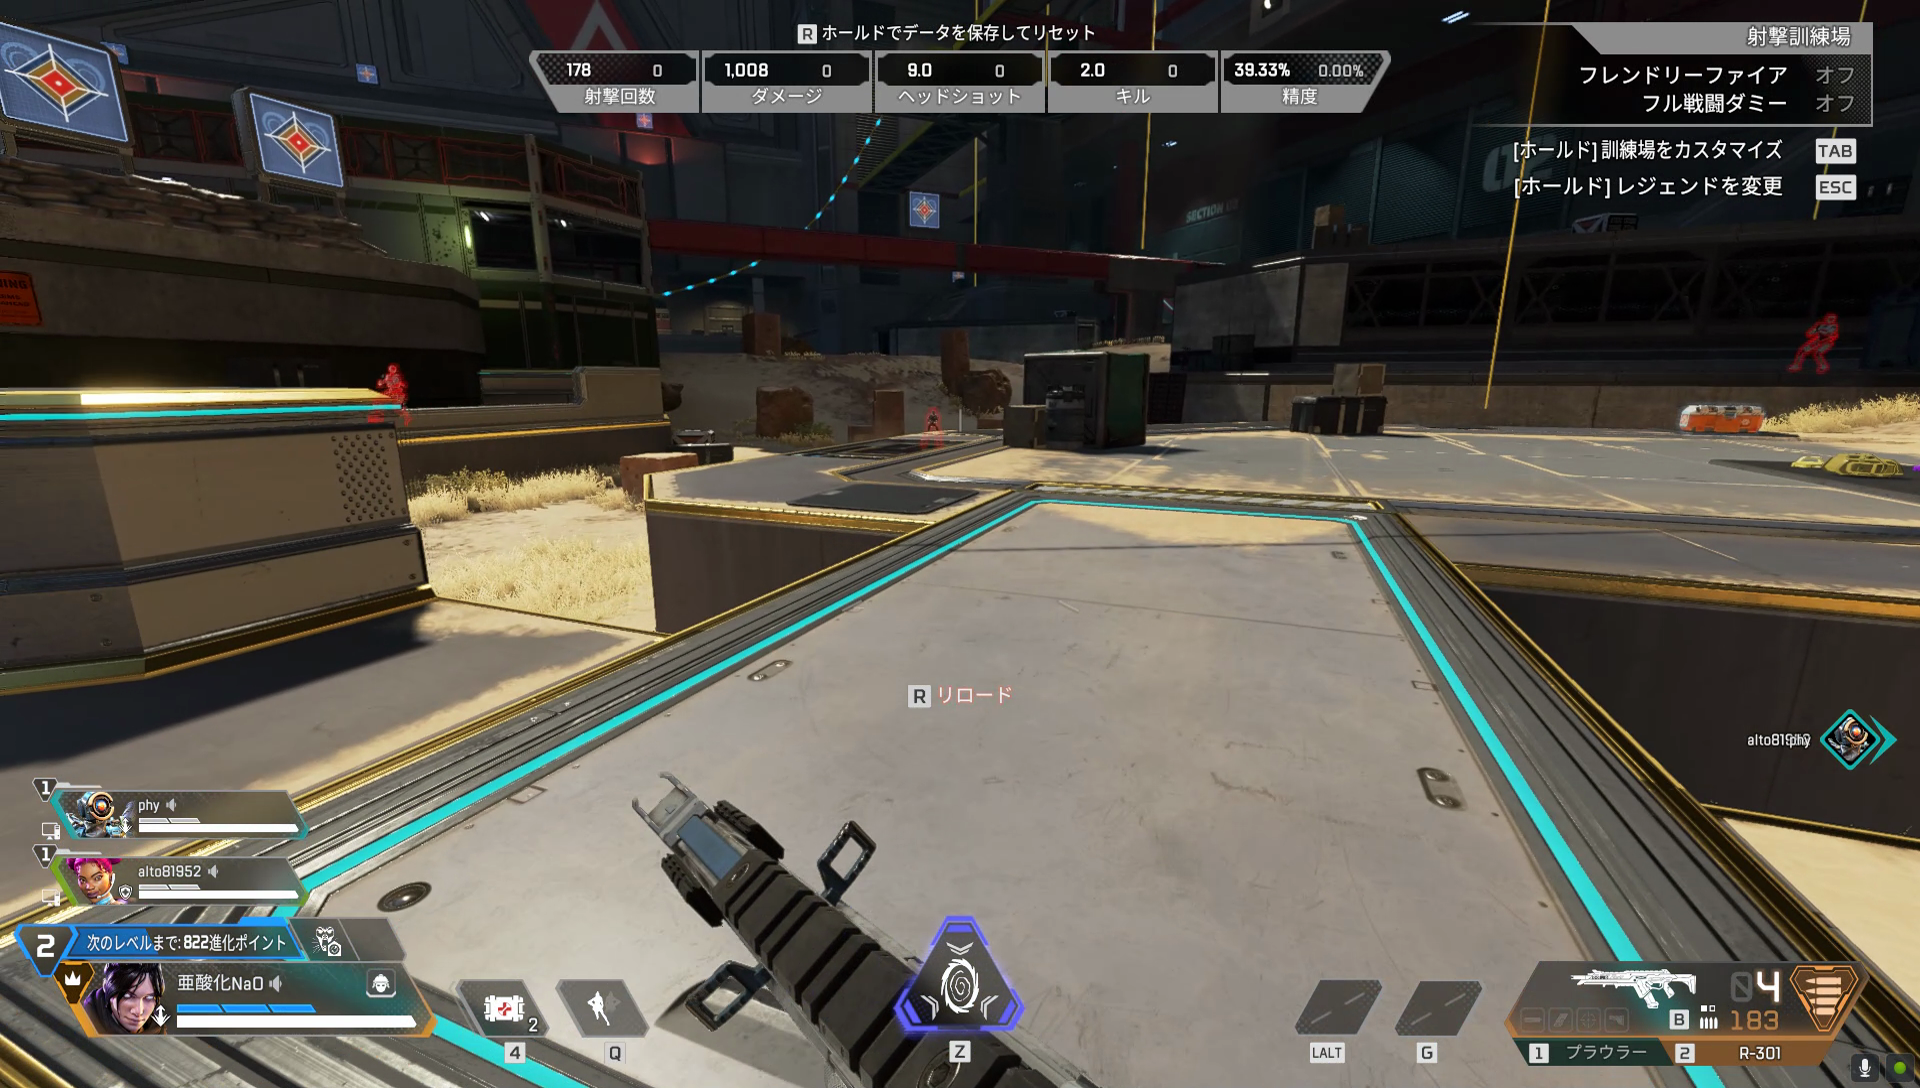 R ホールドでデータを保存してリセット
178 0
射撃回数
1,008 0
ダメージ
9.0 0
ヘッドショット
2.0 0
キル
39.33% 0.00%
精度
射撃訓練場
フレンドリーファイア オフ
フル戦闘ダミー オフ
[ホールド]訓練場をカスタマイズ TAB
[ホールド]レジェンドを変更 ESC
SECTION
R リロード
1
phy
1
alto81952
2 次のレベルまで:822進化ポイント
亜酸化NaO
2
4
Q
Z
LALT
G
04
B 183
1 プラウラー 2 R-301